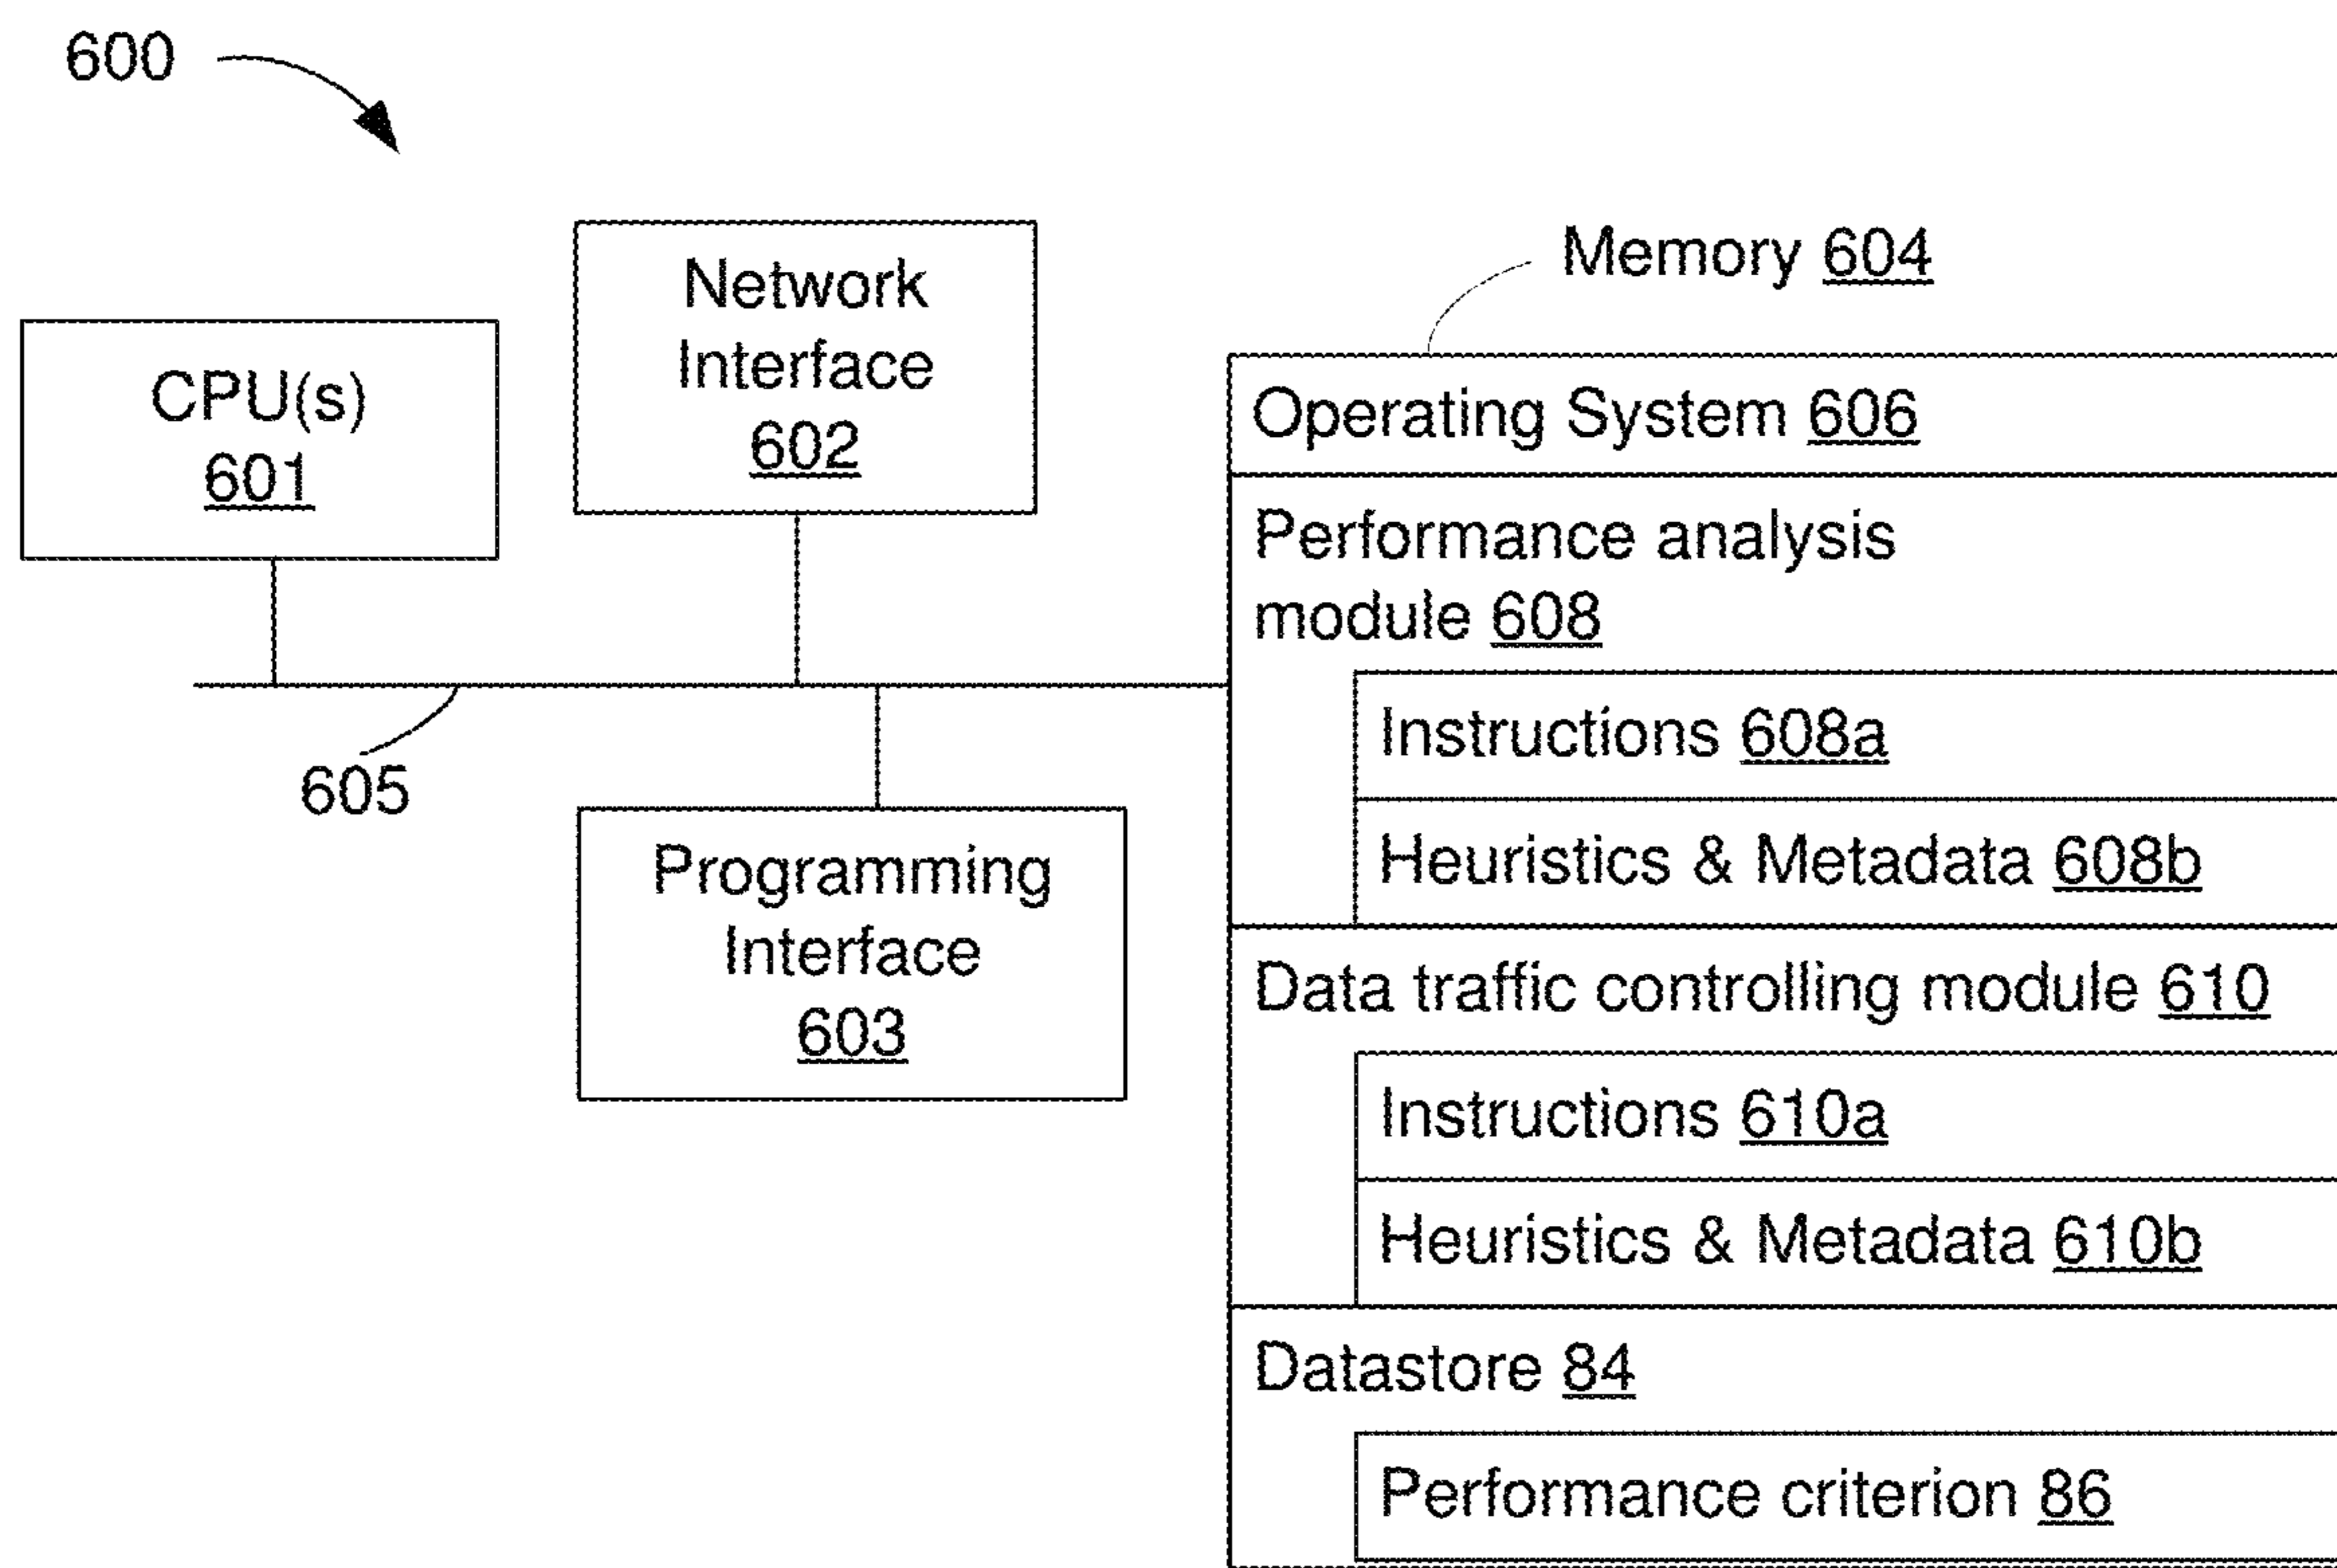 600
CPU(s)
601
Network
Interface
602
605
Programming
Interface
603
Memory 604
Operating System 606
Performance analysis
module 608
Instructions 608a
Heuristics & Metadata 608b
Data traffic controlling module 610
Instructions 610a
Heuristics & Metadata 610b
Datastore 84
Performance criterion 86